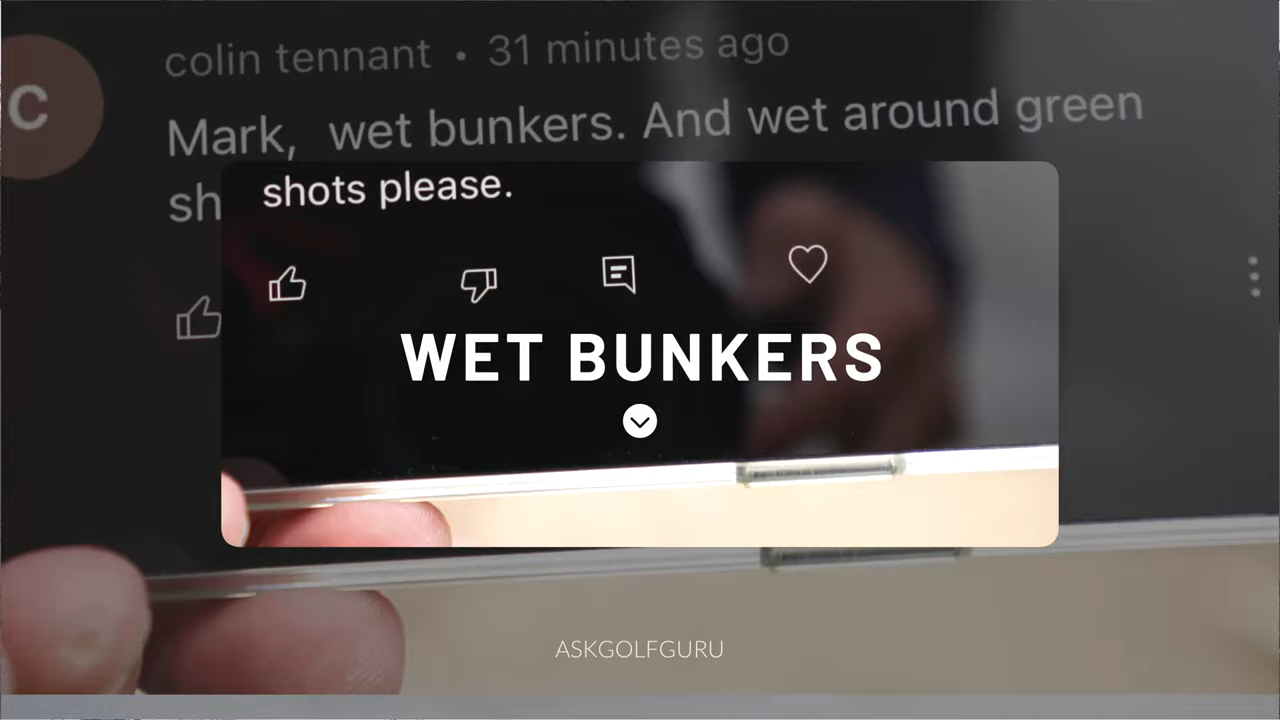 C
colin tennant • 31 minutes ago
Mark, wet bunkers. And wet around green
sh
shots please.
WET BUNKERS
ASKGOLFGURU